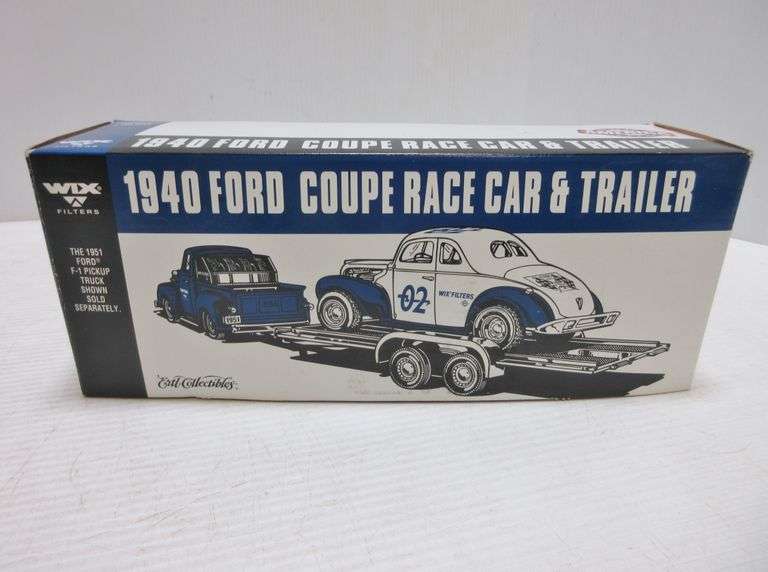 1940 FORD COUPE RACE CAR & TRAILER
WIX®
FILTERS
1940 FORD COUPE RACE CAR & TRAILER
THE 1951
FORD®
F-1 PICKUP
TRUCK
SHOWN
SOLD
SEPARATELY.
02
WIX® FILTERS
1951
Ertl Collectibles